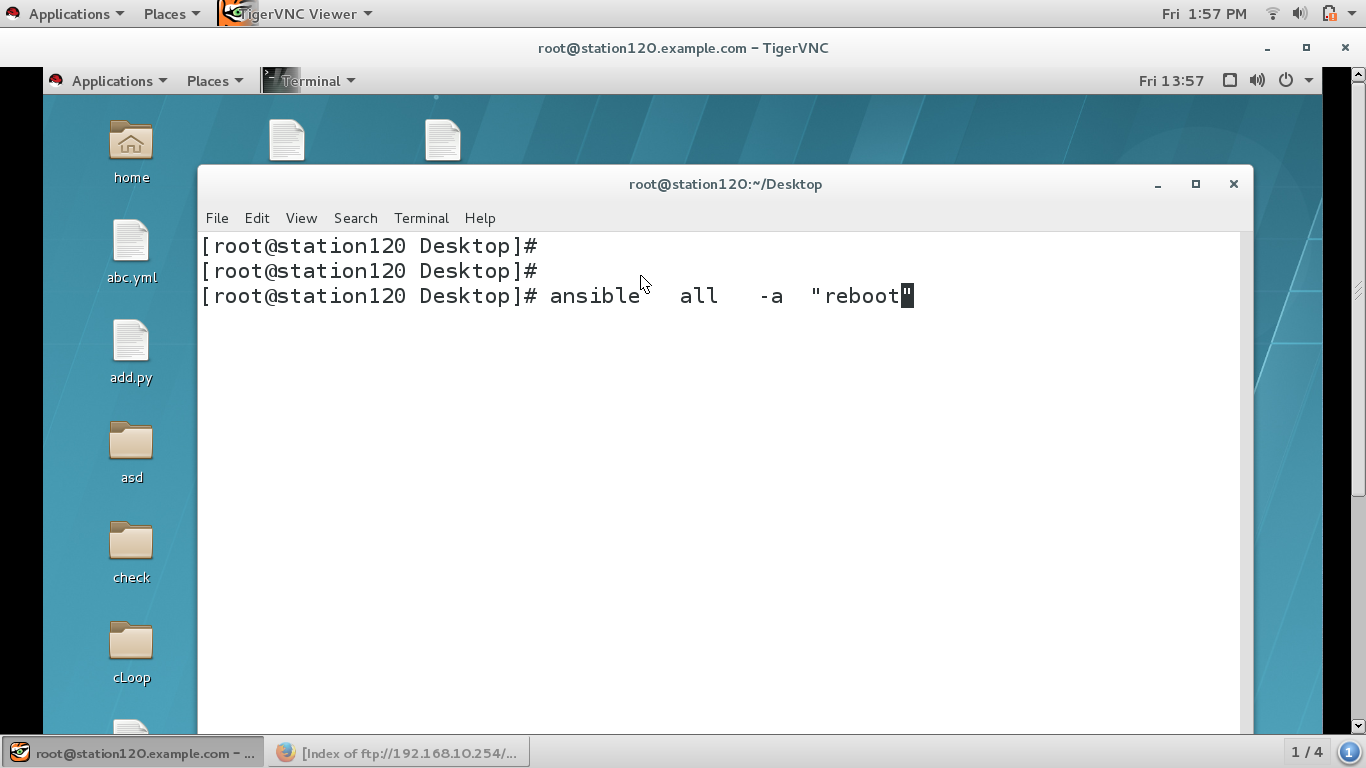 Applications Places TigerVNC Viewer Fri 1:57 PM
root@station120.example.com – TigerVNC
Applications Places Terminal Fri 13:57
home
root@station120:~/Desktop
File Edit View Search Terminal Help
[root@station120 Desktop]#
[root@station120 Desktop]#
[root@station120 Desktop]# ansible all -a "reboot"
abc.yml
add.py
asd
check
cLoop
root@station120.example.com – ... [Index of ftp://192.168.10.254/... 1 / 4 1